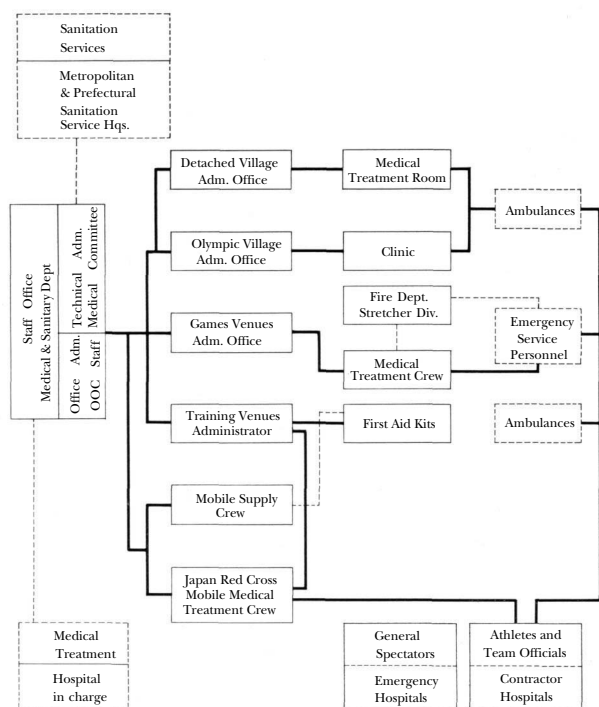 Sanitation
Services
Metropolitan
& Prefectural
Sanitation
Service Hqs.
Staff Office
Medical & Sanitary Dept
Technical Adm.
Medical Committee
Office Adm.
OOC Staff
Detached Village
Adm. Office
Medical
Treatment Room
Ambulances
Olympic Village
Adm. Office
Clinic
Games Venues
Adm. Office
Fire Dept.
Stretcher Div.
Emergency
Service
Personnel
Medical
Treatment Crew
Training Venues
Administrator
First Aid Kits
Ambulances
Mobile Supply
Crew
Japan Red Cross
Mobile Medical
Treatment Crew
Medical
Treatment
Hospital
in charge
General
Spectators
Emergency
Hospitals
Athletes and
Team Officials
Contractor
Hospitals